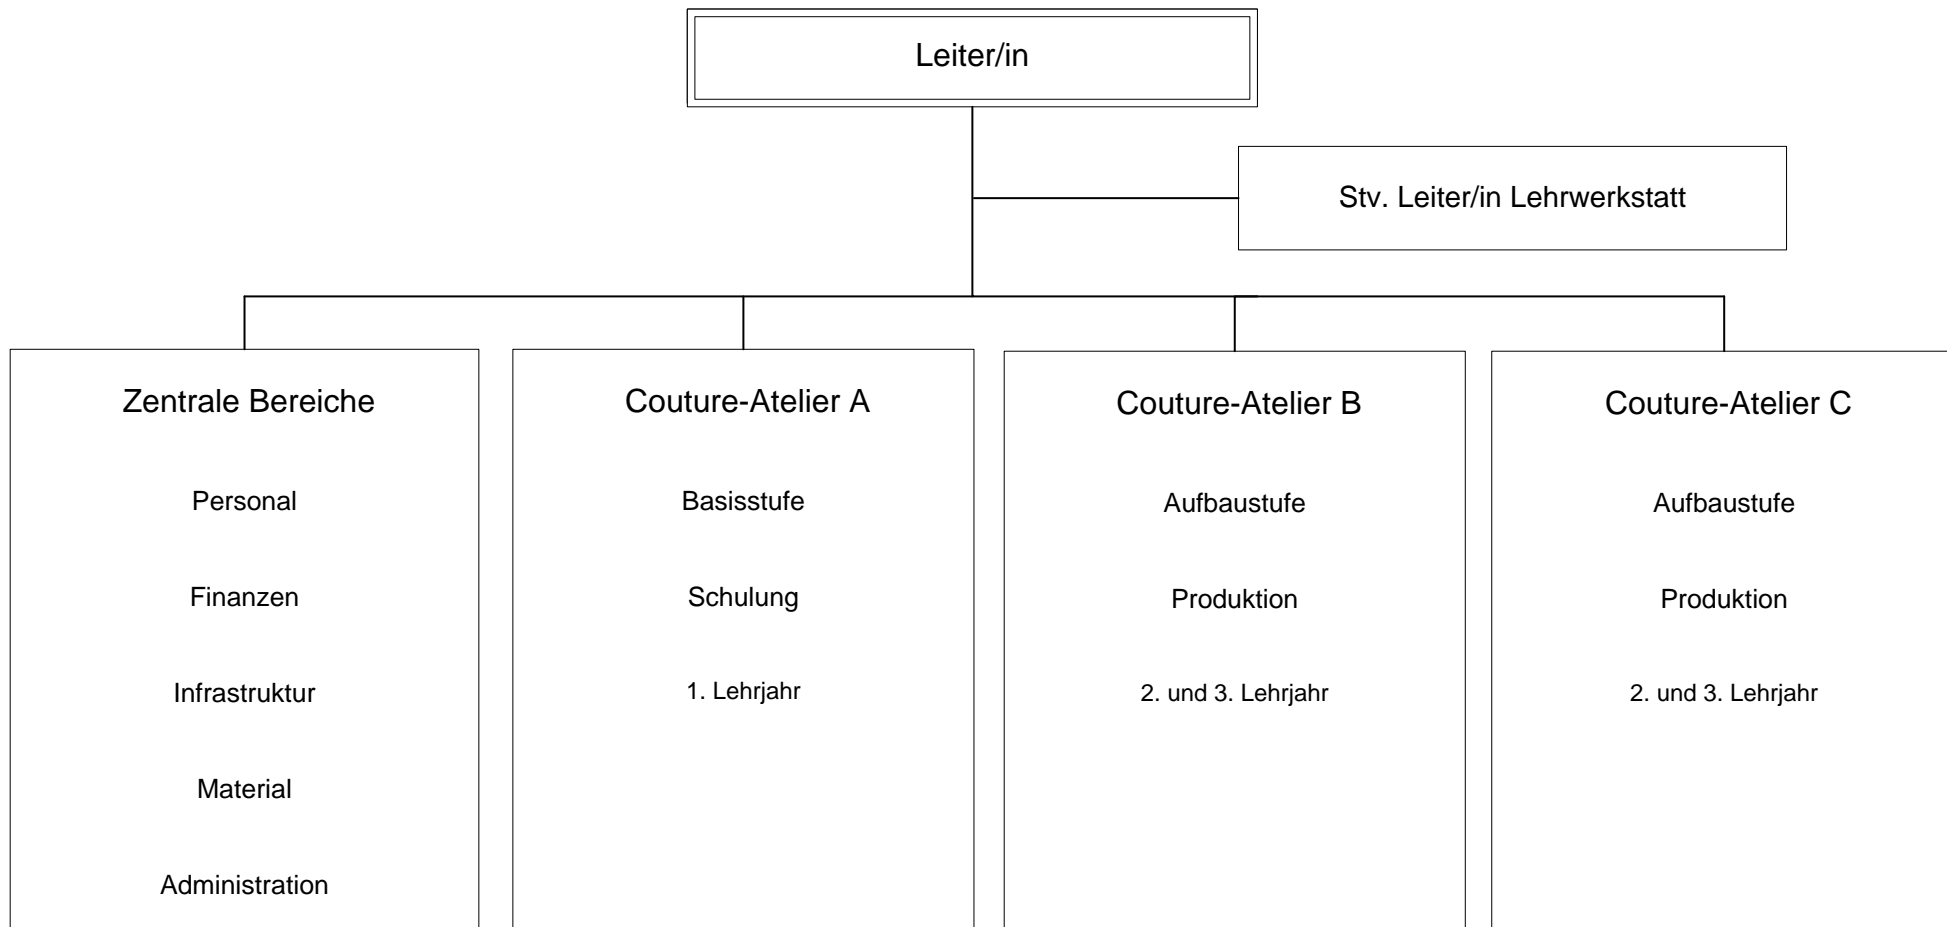 Leiter/in
Stv. Leiter/in Lehrwerkstatt
Zentrale Bereiche
Personal
Finanzen
Infrastruktur
Material
Administration
Couture-Atelier A
Basisstufe
Schulung
1. Lehrjahr
Couture-Atelier B
Aufbaustufe
Produktion
2. und 3. Lehrjahr
Couture-Atelier C
Aufbaustufe
Produktion
2. und 3. Lehrjahr